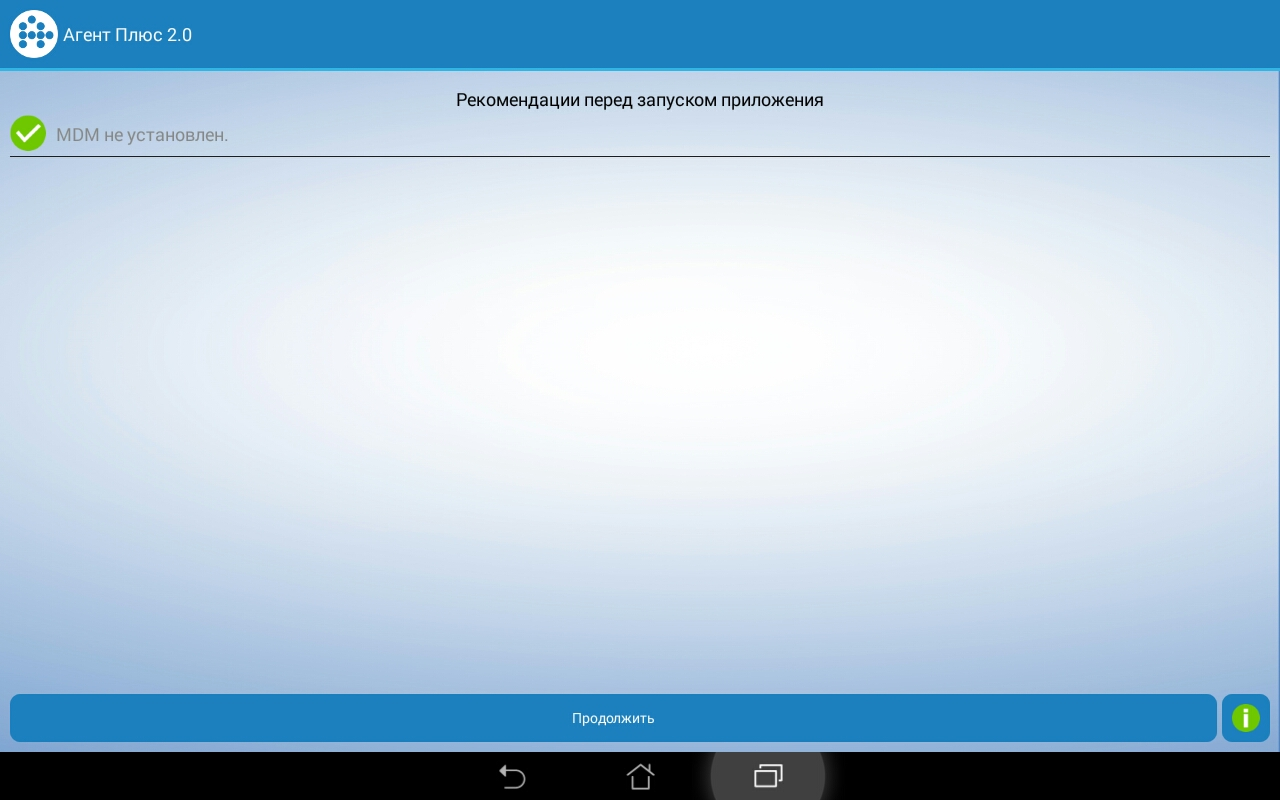 Агент Плюс 2.0
Рекомендации перед запуском приложения
MDM не установлен.
Продолжить